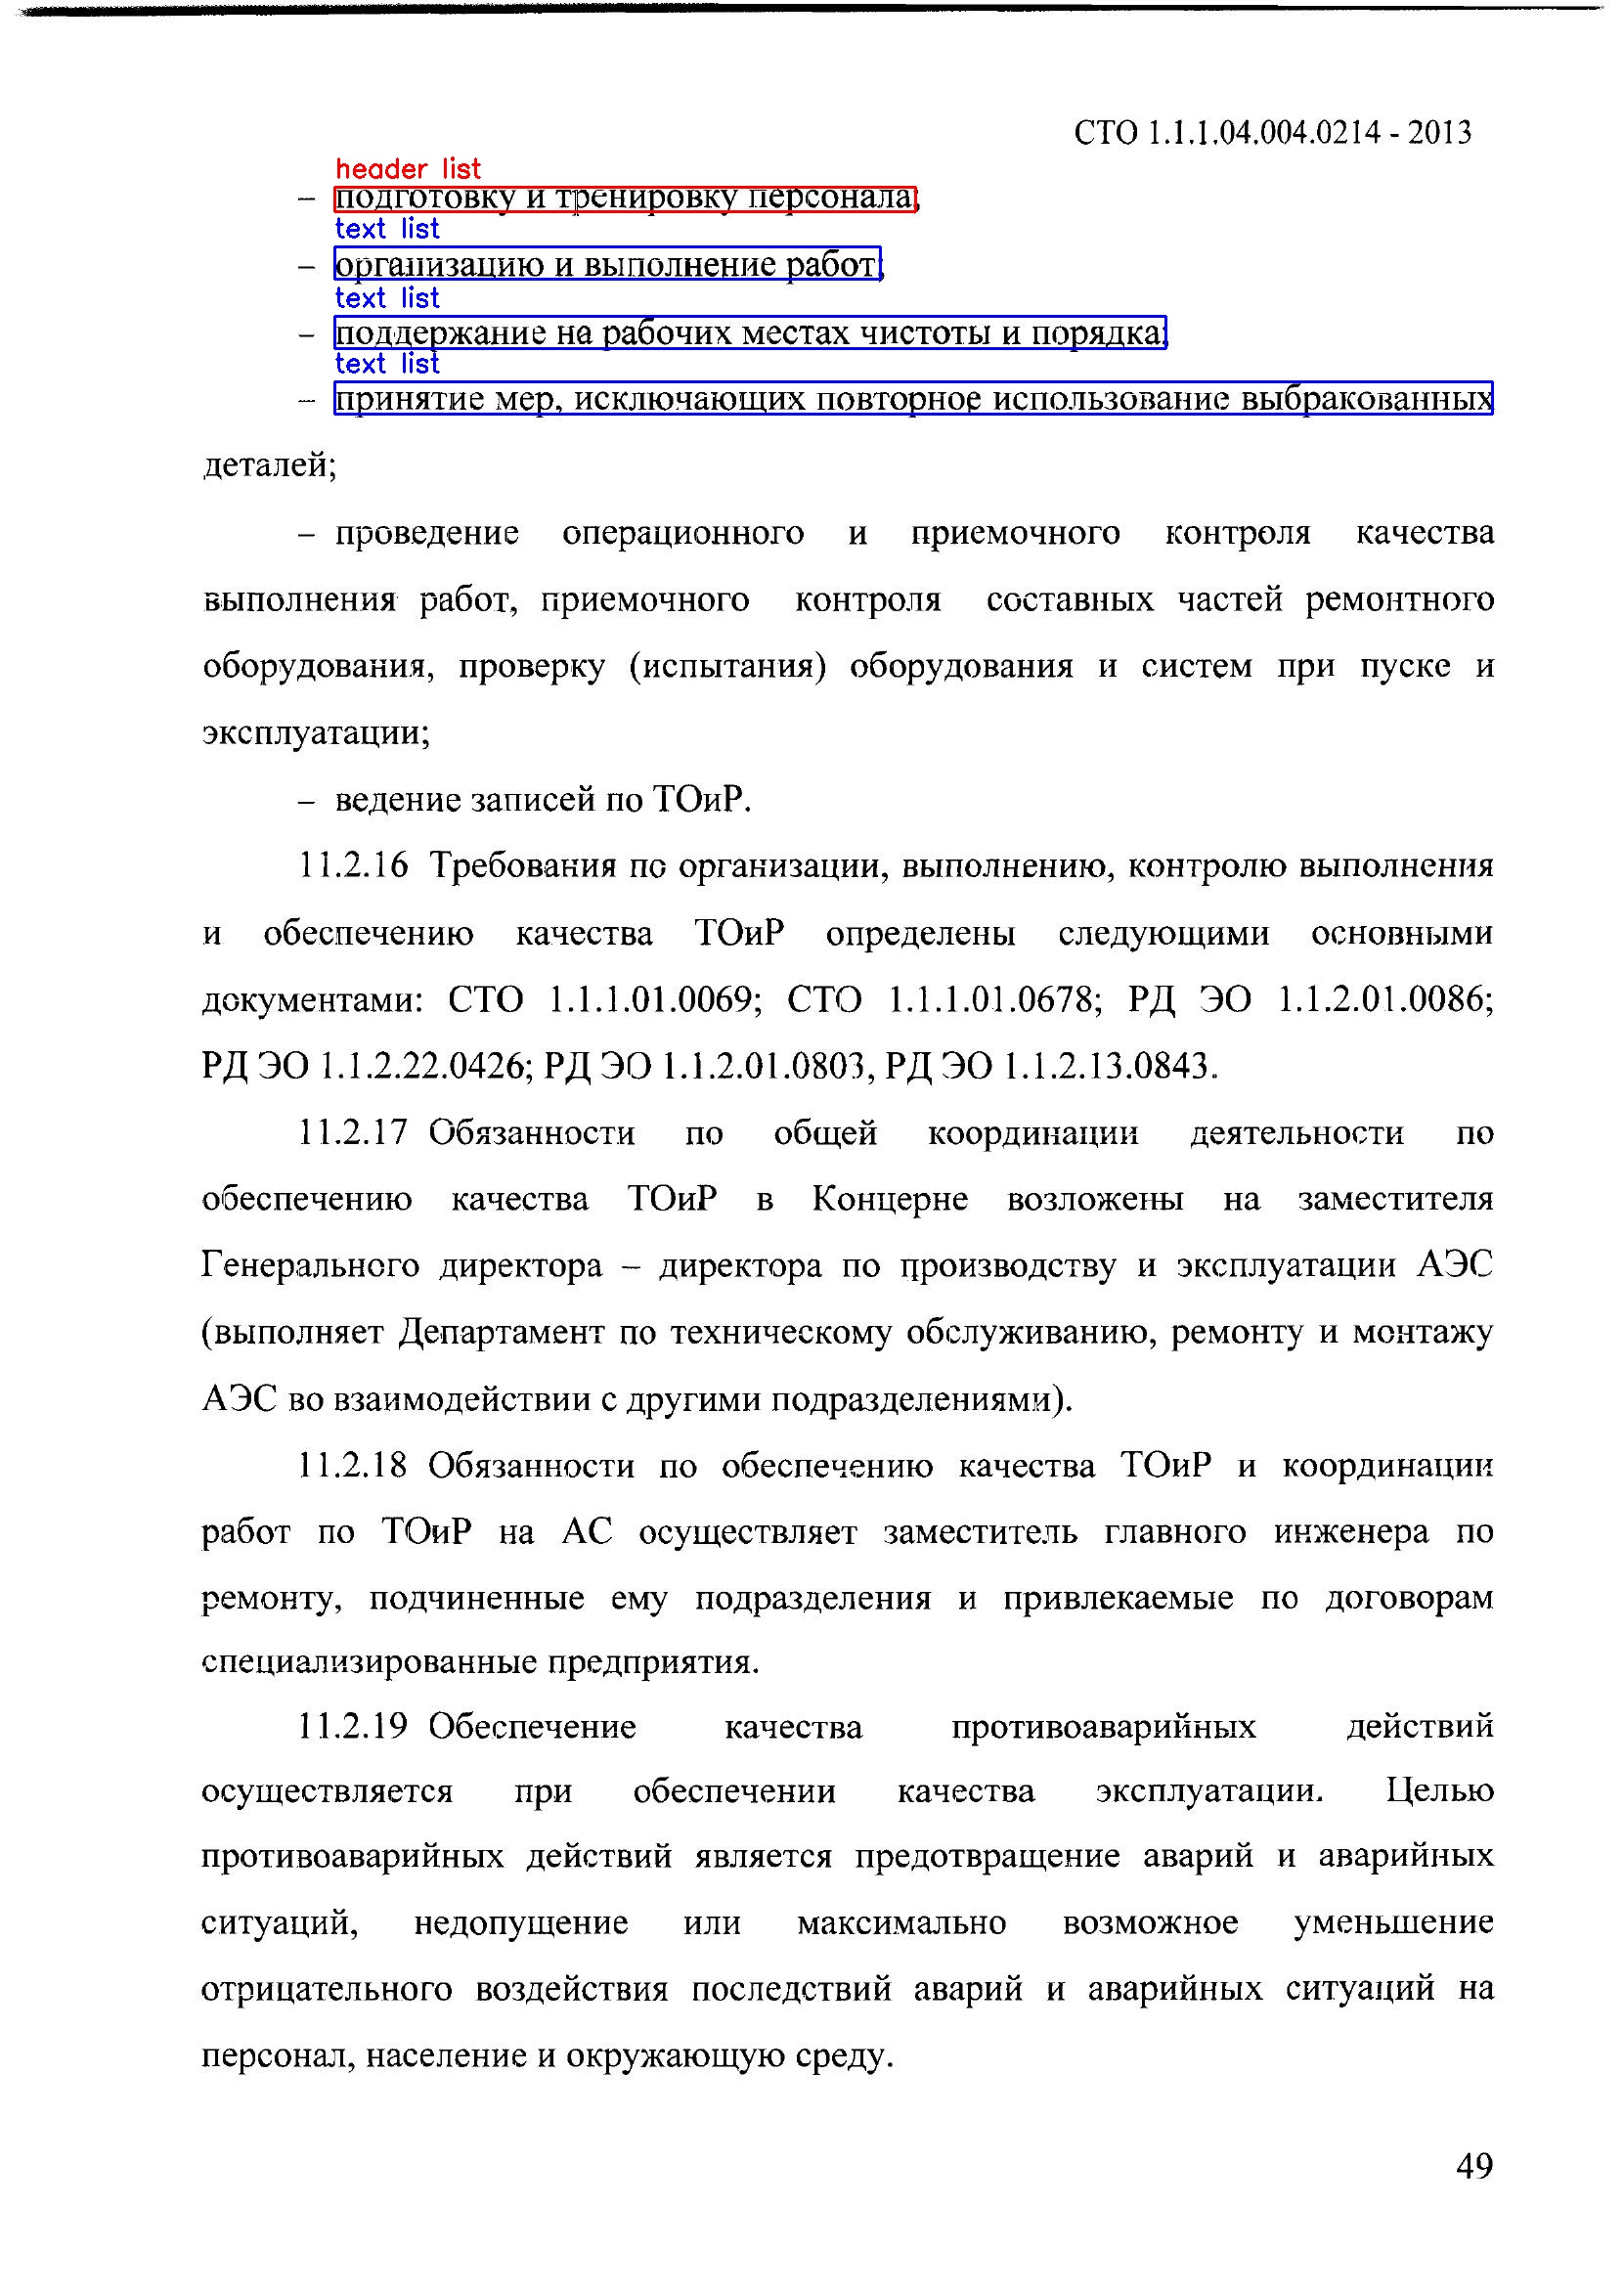 СТО 1.1.1.04.004.0214 - 2013
header list
– подготовку и тренировку персонала;
text list
– организацию и выполнение работ;
text list
– поддержание на рабочих местах чистоты и порядка;
text list
– принятие мер, исключающих повторное использование выбракованных
деталей;
– проведение операционного и приемочного контроля качества
выполнения работ, приемочного контроля составных частей ремонтного
оборудования, проверку (испытания) оборудования и систем при пуске и
эксплуатации;
– ведение записей по ТОиР.
11.2.16 Требования по организации, выполнению, контролю выполнения
и обеспечению качества ТОиР определены следующими основными
документами: СТО 1.1.1.01.0069; СТО 1.1.1.01.0678; РД ЭО 1.1.2.01.0086;
РД ЭО 1.1.2.22.0426; РД ЭО 1.1.2.01.0803, РД ЭО 1.1.2.13.0843.
11.2.17 Обязанности по общей координации деятельности по
обеспечению качества ТОиР в Концерне возложены на заместителя
Генерального директора – директора по производству и эксплуатации АЭС
(выполняет Департамент по техническому обслуживанию, ремонту и монтажу
АЭС во взаимодействии с другими подразделениями).
11.2.18 Обязанности по обеспечению качества ТОиР и координации
работ по ТОиР на АС осуществляет заместитель главного инженера по
ремонту, подчиненные ему подразделения и привлекаемые по договорам
специализированные предприятия.
11.2.19 Обеспечение качества противоаварийных действий
осуществляется при обеспечении качества эксплуатации. Целью
противоаварийных действий является предотвращение аварий и аварийных
ситуаций, недопущение или максимально возможное уменьшение
отрицательного воздействия последствий аварий и аварийных ситуаций на
персонал, население и окружающую среду.
49